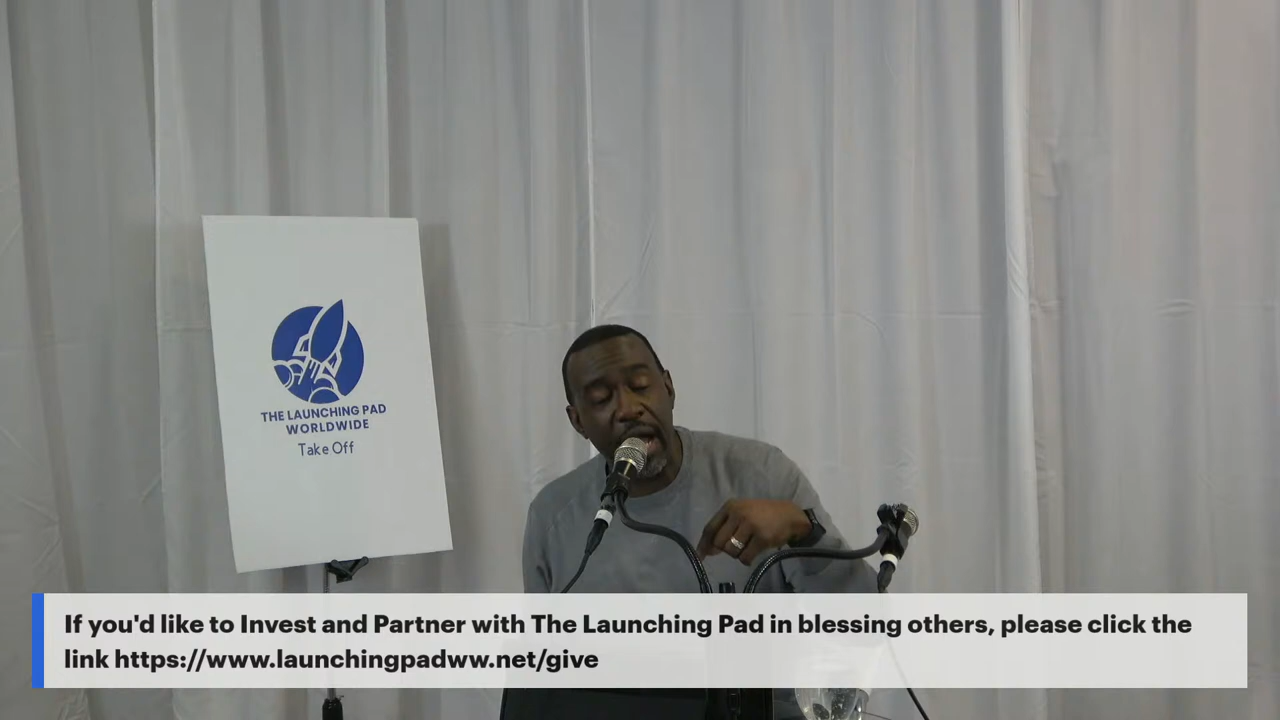 THE LAUNCHING PAD
WORLDWIDE
Take Off
If you'd like to Invest and Partner with The Launching Pad in blessing others, please click the
link https://www.launchingpadww.net/give